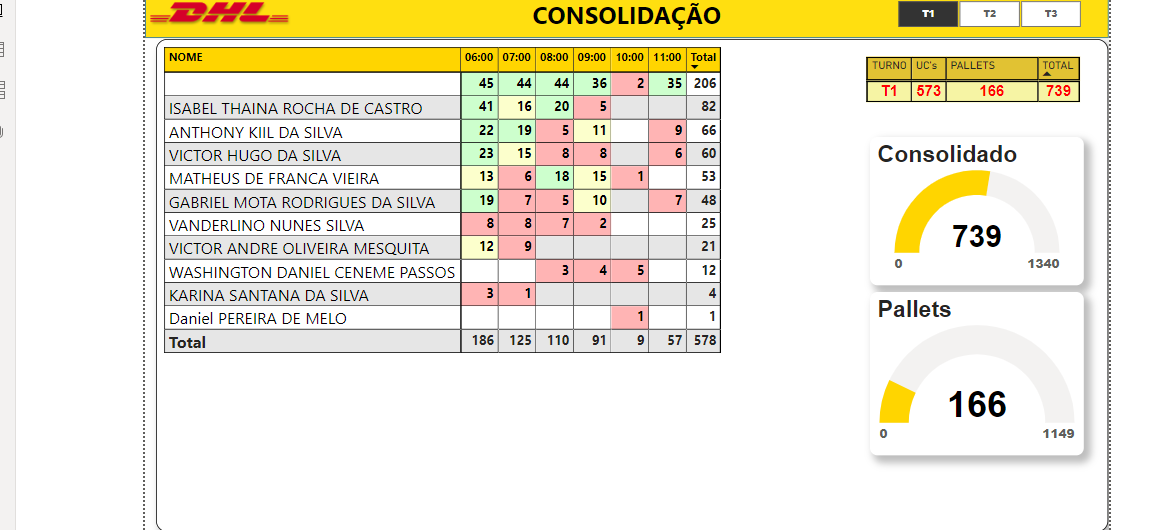 DHL CONSOLIDAÇÃO T1 T2 T3
NOME 06:00 07:00 08:00 09:00 10:00 11:00 Total
45 44 44 36 2 35 206
ISABEL THAINA ROCHA DE CASTRO 41 16 20 5 82
ANTHONY KIIL DA SILVA 22 19 5 11 9 66
VICTOR HUGO DA SILVA 23 15 8 8 6 60
MATHEUS DE FRANCA VIEIRA 13 6 18 15 1 53
GABRIEL MOTA RODRIGUES DA SILVA 19 7 5 10 7 48
VANDERLINO NUNES SILVA 8 8 7 2 25
VICTOR ANDRE OLIVEIRA MESQUITA 12 9 21
WASHINGTON DANIEL CENEME PASSOS 3 4 5 12
KARINA SANTANA DA SILVA 3 1 4
Daniel PEREIRA DE MELO 1 1
Total 186 125 110 91 9 57 578
TURNO UC's PALLETS TOTAL
T1 573 166 739
Consolidado
739
0 1340
Pallets
166
0 1149